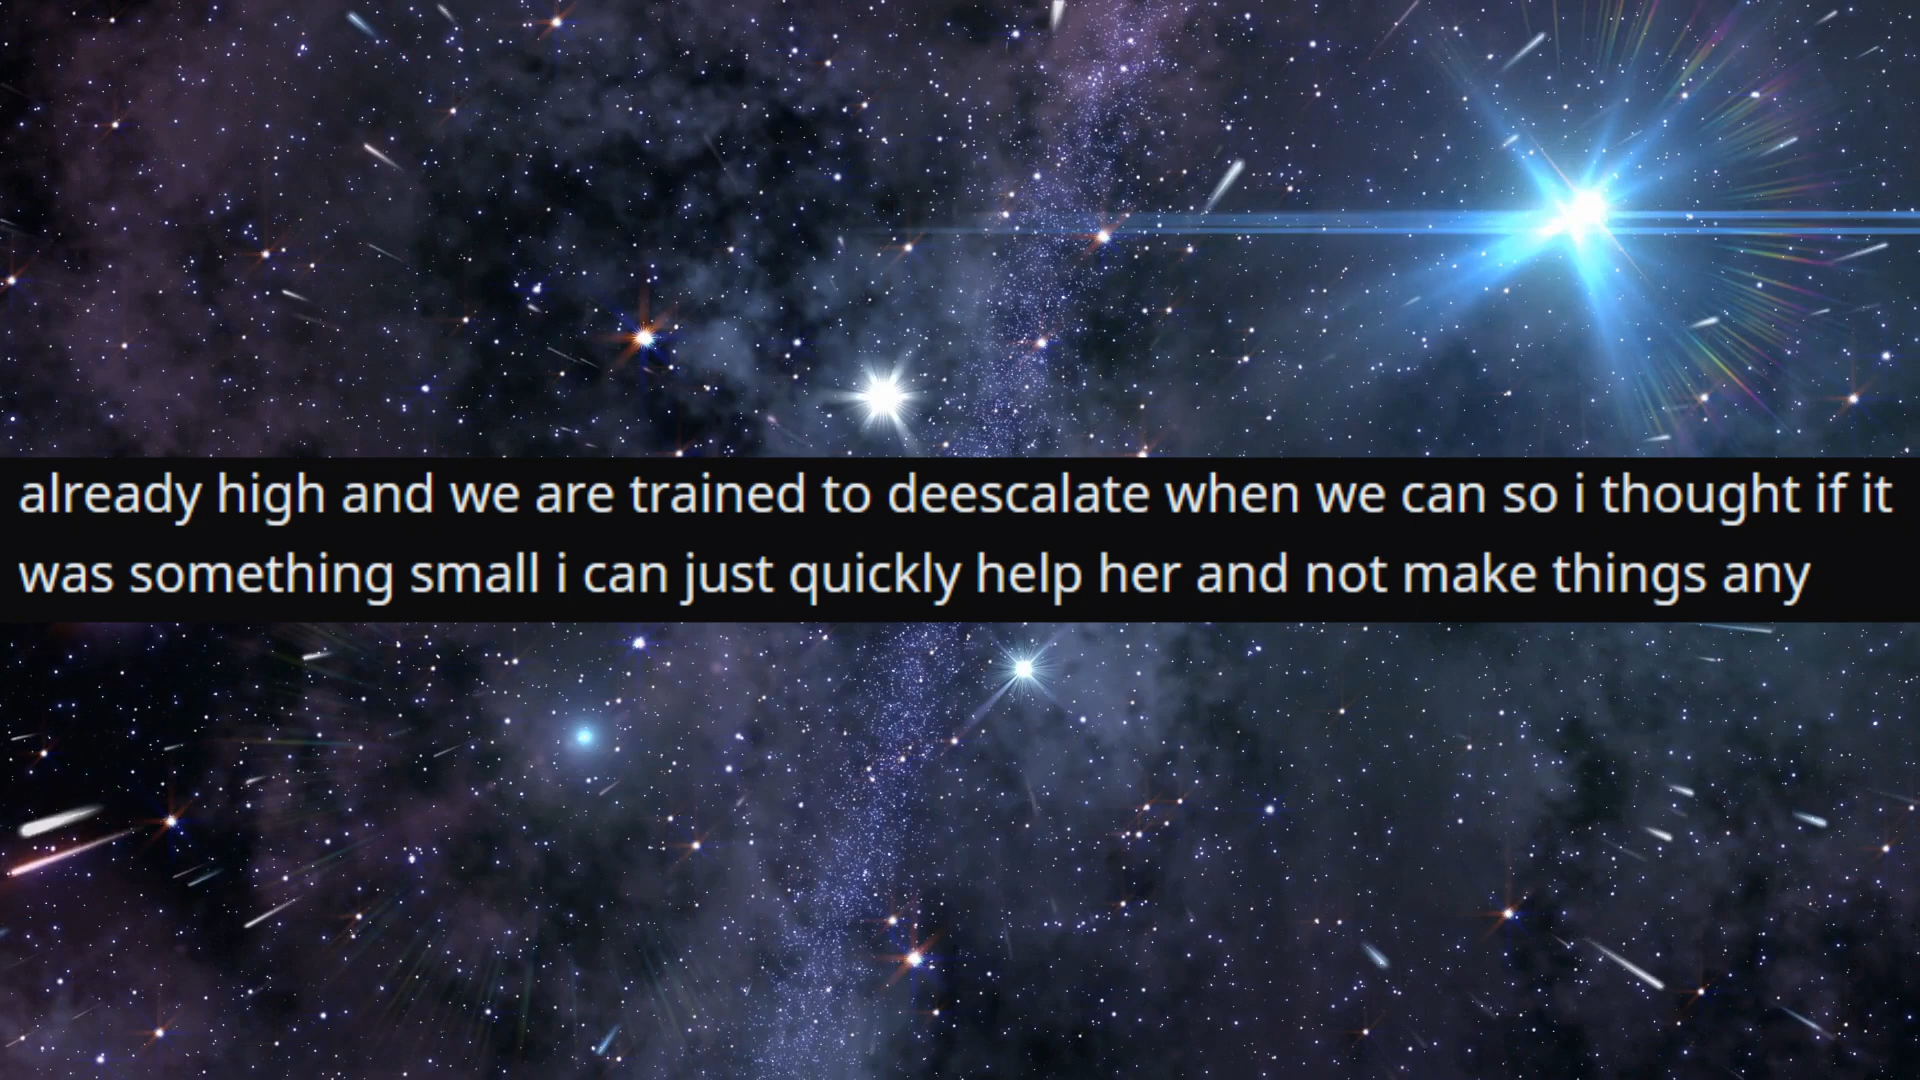 already high and we are trained to deescalate when we can so i thought if it
was something small i can just quickly help her and not make things any